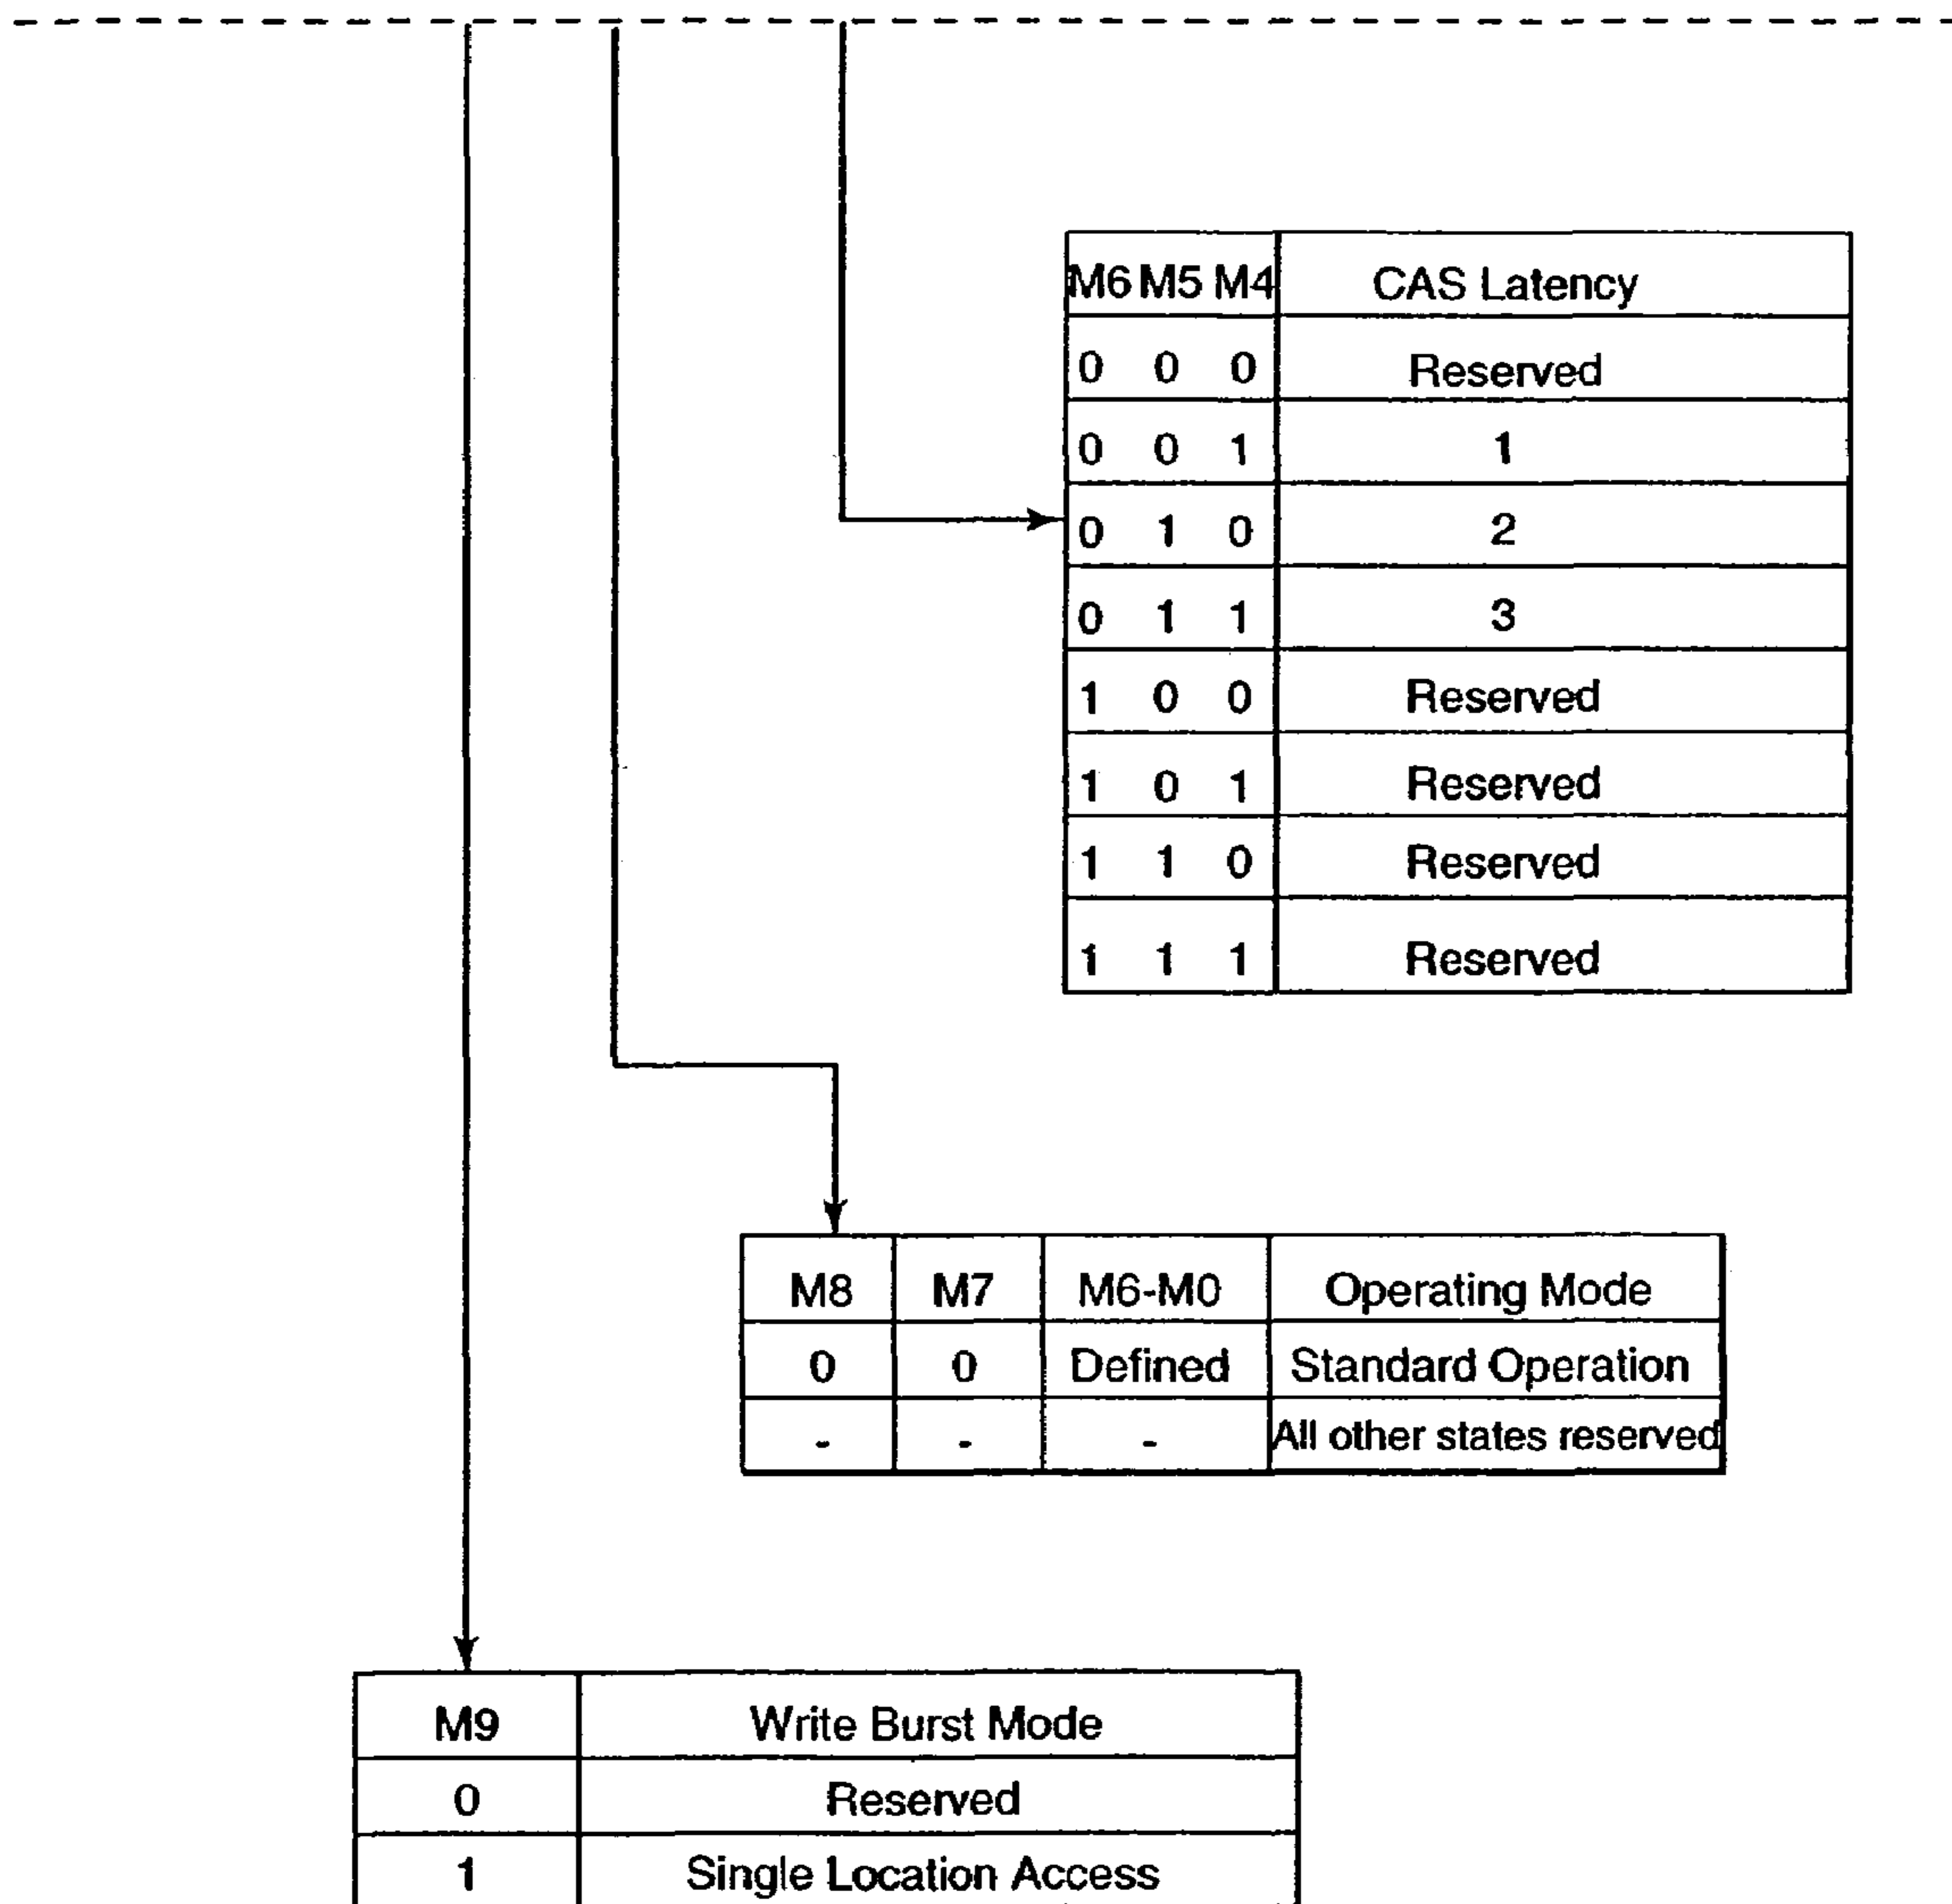 M6 M5 M4 CAS Latency
0 0 0 Reserved
0 0 1 1
0 1 0 2
0 1 1 3
1 0 0 Reserved
1 0 1 Reserved
1 1 0 Reserved
1 1 1 Reserved
M8 M7 M6-M0 Operating Mode
0 0 Defined Standard Operation
- - - All other states reserved
M9 Write Burst Mode
0 Reserved
1 Single Location Access